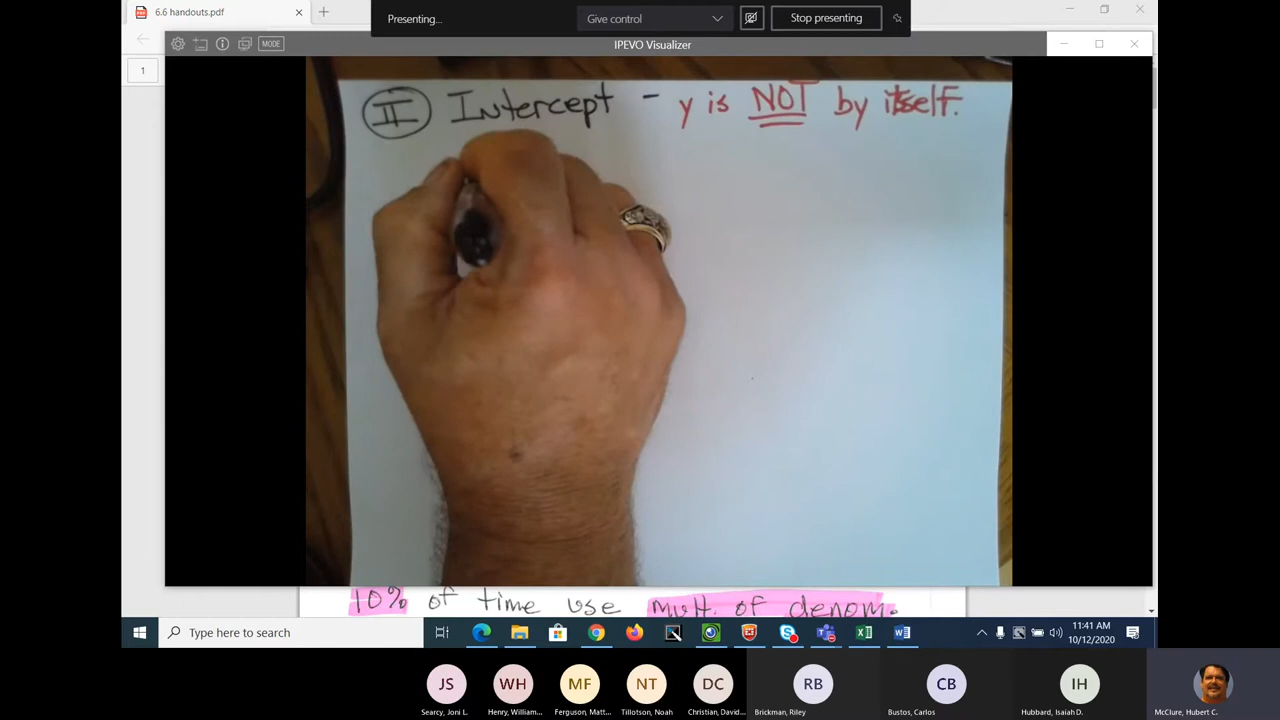 6.6 handouts.pdf
Presenting...
Give control
Stop presenting
MODE
IPEVO Visualizer
1
II Intercept - y is NOT by itself.
10% of time use mult. of denom.
Type here to search
11:41 AM
10/12/2020
JS
WH
MF
NT
DC
RB
CB
IH
Searcy, Joni L.
Henry, William...
Ferguson, Matt...
Tillotson, Noah
Christian, David...
Brickman, Riley
Bustos, Carlos
Hubbard, Isaiah D.
McClure, Hubert C.